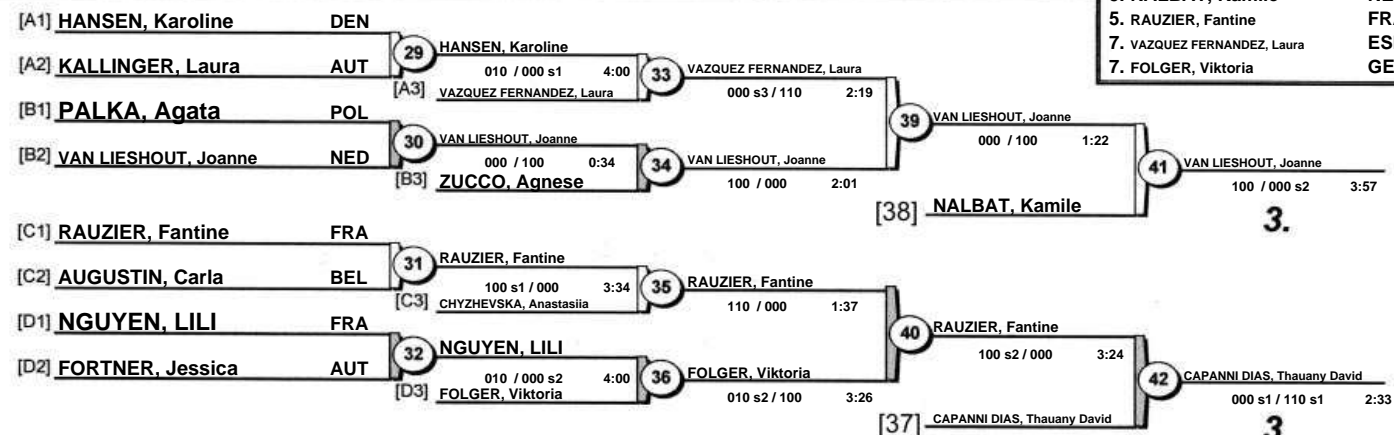 5. RAUZIER, Fantine FRA
7. VAZQUEZ FERNANDEZ, Laura ES
7. FOLGER, Viktoria GE
[A1] HANSEN, Karoline DEN
[A2] KALLINGER, Laura AUT
29
HANSEN, Karoline
010 / 000 s1 4:00
[A3] VAZQUEZ FERNANDEZ, Laura
33
VAZQUEZ FERNANDEZ, Laura
000 s3 / 110 2:19
[B1] PALKA, Agata POL
[B2] VAN LIESHOUT, Joanne NED
30
VAN LIESHOUT, Joanne
000 / 100 0:34
[B3] ZUCCO, Agnese
34
VAN LIESHOUT, Joanne
100 / 000 2:01
39
VAN LIESHOUT, Joanne
000 / 100 1:22
[38] NALBAT, Kamile
41
VAN LIESHOUT, Joanne
100 / 000 s2 3:57
3.
[C1] RAUZIER, Fantine FRA
[C2] AUGUSTIN, Carla BEL
31
RAUZIER, Fantine
100 s1 / 000 3:34
[C3] CHYZHEVSKA, Anastasiia
35
RAUZIER, Fantine
110 / 000 1:37
[D1] NGUYEN, LILI FRA
[D2] FORTNER, Jessica AUT
32
NGUYEN, LILI
010 / 000 s2 4:00
[D3] FOLGER, Viktoria
36
FOLGER, Viktoria
010 s2 / 100 3:26
40
RAUZIER, Fantine
100 s2 / 000 3:24
[37] CAPANNI DIAS, Thauany David
42
CAPANNI DIAS, Thauany David
000 s1 / 110 s1 2:33
3